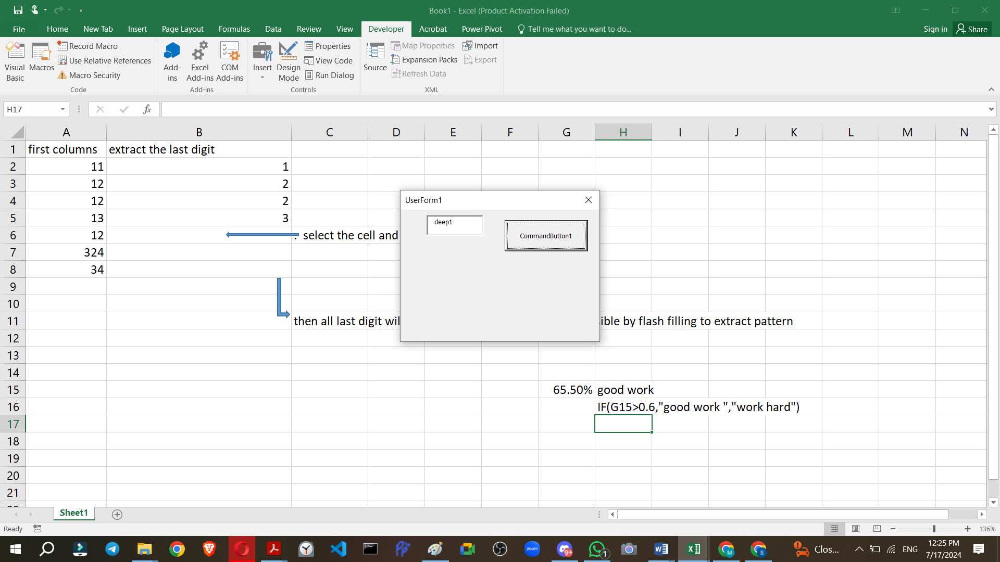 Book1 - Excel (Product Activation Failed)
File Home New Tab Insert Page Layout Formulas Data Review View Developer Acrobat Power Pivot Tell me what you want to do... Sign in Share
Visual Basic
Macros
Record Macro
Use Relative References
Macro Security
Code
Add-ins
Excel Add-ins
COM Add-ins
Add-ins
Insert
Design Mode
Properties
View Code
Run Dialog
Controls
Source
Map Properties
Expansion Packs
Refresh Data
Import
Export
XML
H17 fx
A B C D E F G H I J K L M N
1 first columns extract the last digit
2 11 1
3 12 2
4 12 2
5 13 3
6 12 select the cell and
7 324
8 34
9
10
11 then all last digit wil ible by flash filling to extract pattern
12
13
14
15 65.50% good work
16 IF(G15>0.6,"good work ","work hard")
17
18
19
20
21
UserForm1
deep1
CommandButton1
Sheet1
Ready 136%
zoom 9+ 1 M S Clos... ENG 12:25 PM
7/17/2024